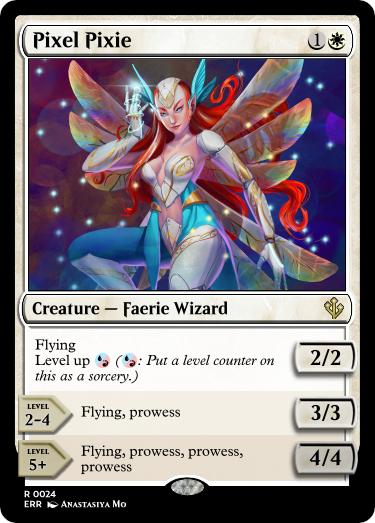 Pixel Pixie 1
Creature — Faerie Wizard
Flying
Level up (: Put a level counter on
this as a sorcery.)
2/2
LEVEL
2-4
Flying, prowess
3/3
LEVEL
5+
Flying, prowess, prowess,
prowess
4/4
R 0024
ERR Anastasiya Mo